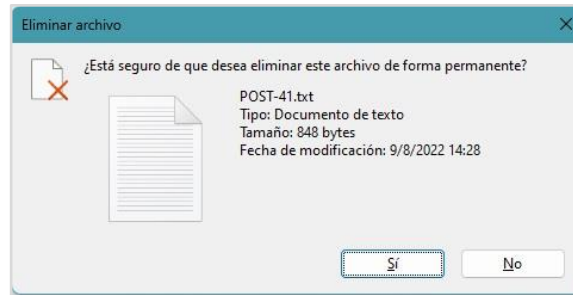 Eliminar archivo
¿Está seguro de que desea eliminar este archivo de forma permanente?
POST-41.txt
Tipo: Documento de texto
Tamaño: 848 bytes
Fecha de modificación: 9/8/2022 14:28
Sí
No